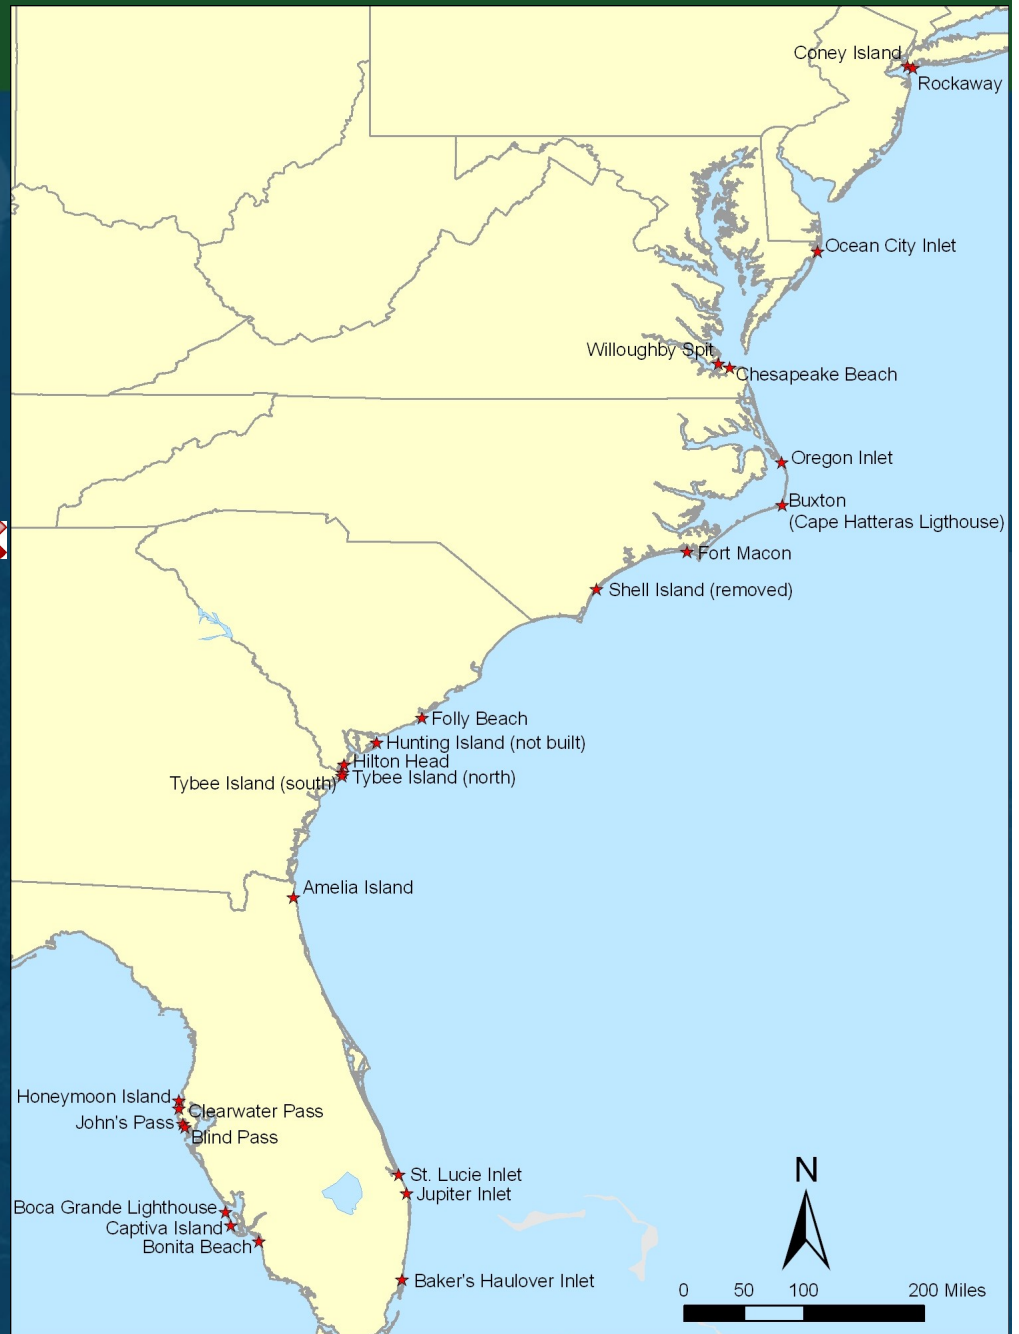 Coney Island
Rockaway
Ocean City Inlet
Willoughby Spit
Chesapeake Beach
Oregon Inlet
Buxton
(Cape Hatteras Ligthouse)
Fort Macon
Shell Island (removed)
Folly Beach
Hunting Island (not built)
Hilton Head
Tybee Island (north)
Tybee Island (south)
Amelia Island
Honeymoon Island
Clearwater Pass
John's Pass
Blind Pass
St. Lucie Inlet
Jupiter Inlet
Boca Grande Lighthouse
Captiva Island
Bonita Beach
Baker's Haulover Inlet
N
0 50 100 200 Miles